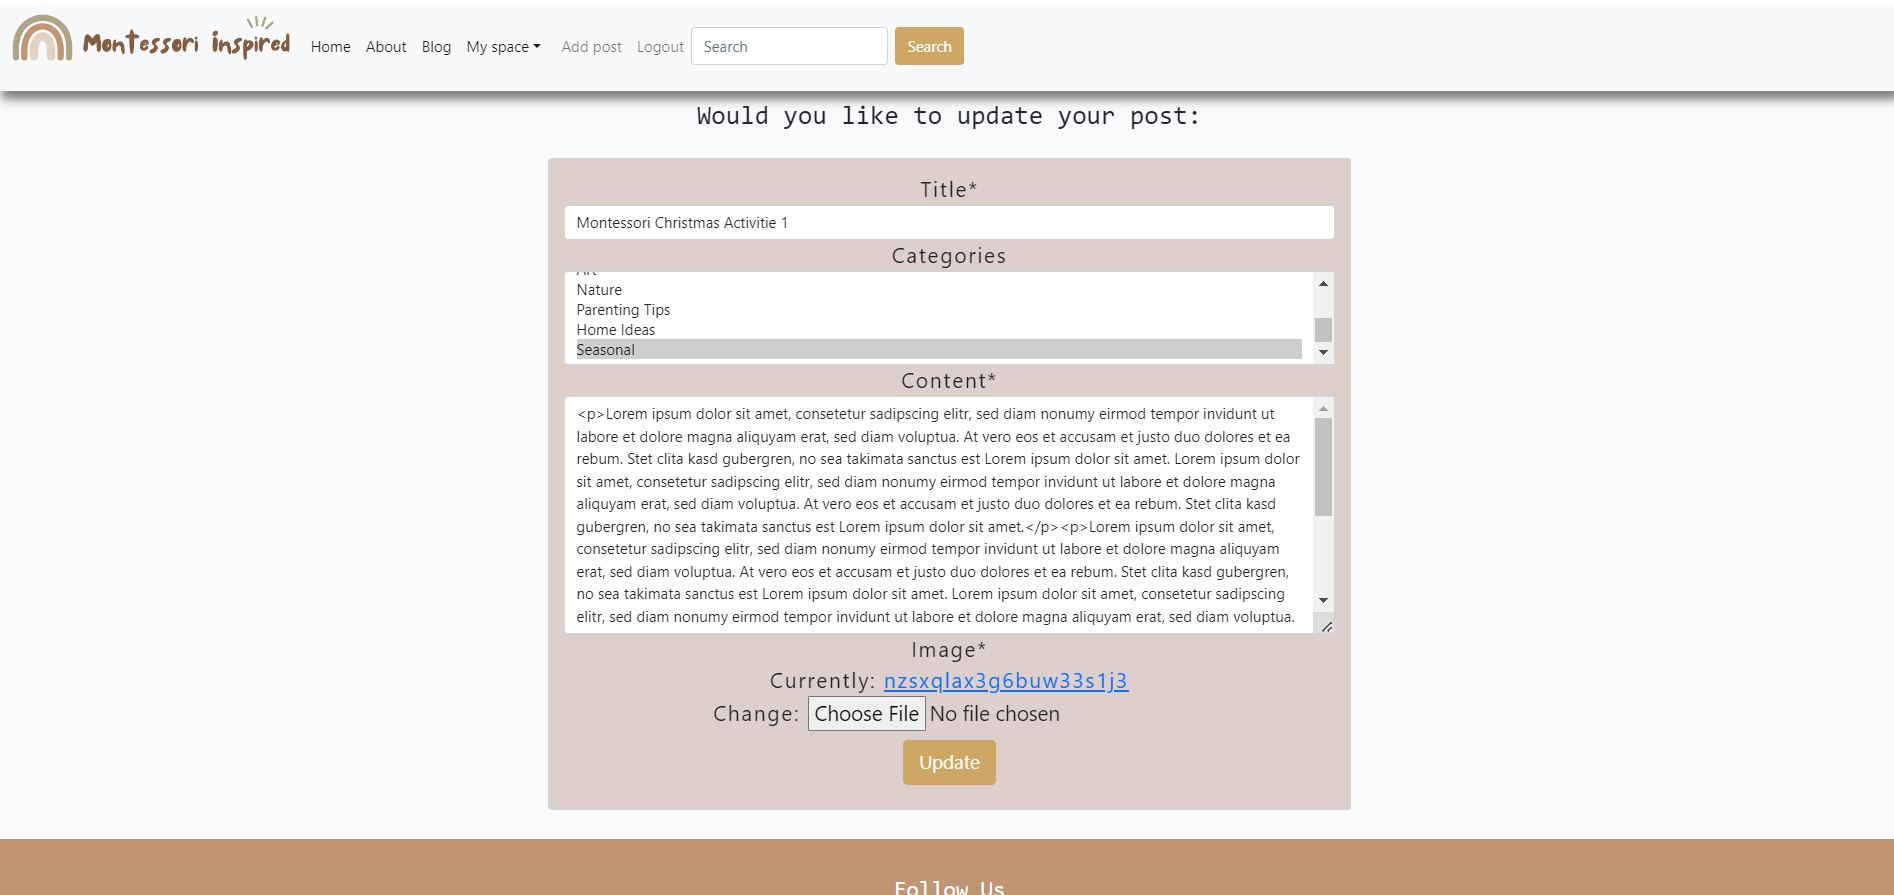 Montessori inspired
Home About Blog My space Add post Logout Search Search
Would you like to update your post:
Title*
Montessori Christmas Activitie 1
Categories
Art
Nature
Parenting Tips
Home Ideas
Seasonal
Content*
<p>Lorem ipsum dolor sit amet, consetetur sadipscing elitr, sed diam nonumy eirmod tempor invidunt ut
labore et dolore magna aliquyam erat, sed diam voluptua. At vero eos et accusam et justo duo dolores et ea
rebum. Stet clita kasd gubergren, no sea takimata sanctus est Lorem ipsum dolor sit amet. Lorem ipsum dolor
sit amet, consetetur sadipscing elitr, sed diam nonumy eirmod tempor invidunt ut labore et dolore magna
aliquyam erat, sed diam voluptua. At vero eos et accusam et justo duo dolores et ea rebum. Stet clita kasd
gubergren, no sea takimata sanctus est Lorem ipsum dolor sit amet.</p><p>Lorem ipsum dolor sit amet,
consetetur sadipscing elitr, sed diam nonumy eirmod tempor invidunt ut labore et dolore magna aliquyam
erat, sed diam voluptua. At vero eos et accusam et justo duo dolores et ea rebum. Stet clita kasd gubergren,
no sea takimata sanctus est Lorem ipsum dolor sit amet. Lorem ipsum dolor sit amet, consetetur sadipscing
elitr, sed diam nonumy eirmod tempor invidunt ut labore et dolore magna aliquyam erat, sed diam voluptua.
Image*
Currently: nzsxqlax3g6buw33s1j3
Change: Choose File No file chosen
Update
Follow Us